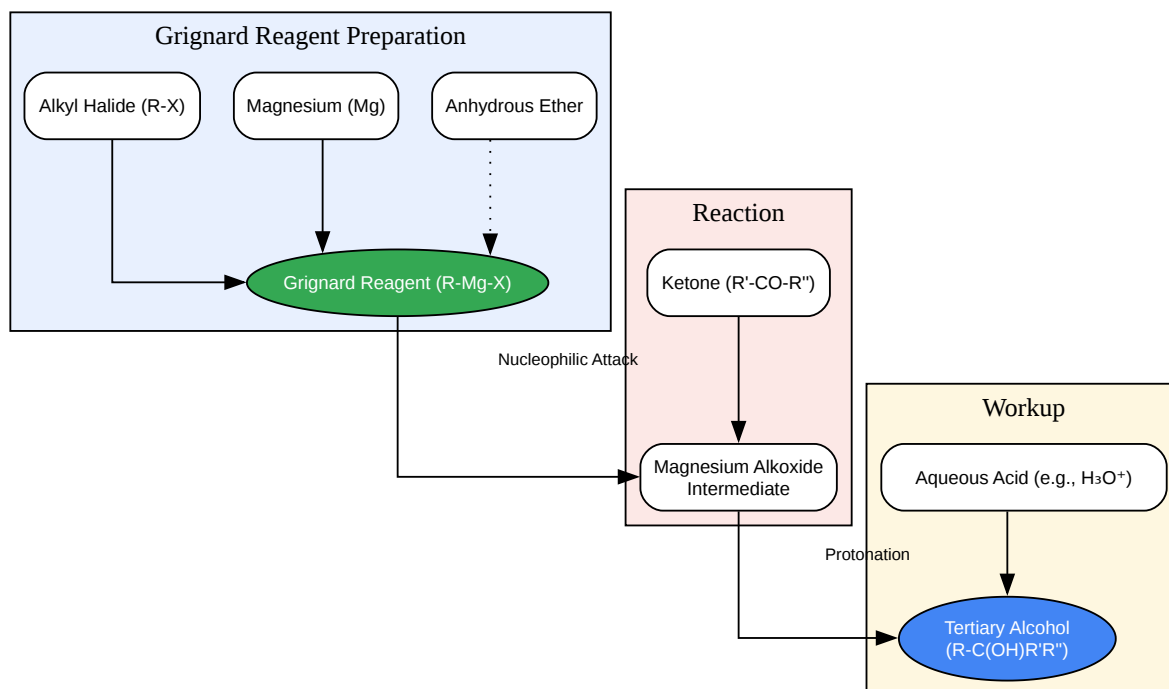 Grignard Reagent Preparation
Alkyl Halide (R-X)
Magnesium (Mg)
Anhydrous Ether
Grignard Reagent (R-Mg-X)
Nucleophilic Attack
Reaction
Ketone (R'-CO-R")
Magnesium Alkoxide
Intermediate
Protonation
Workup
Aqueous Acid (e.g., H₃O⁺)
Tertiary Alcohol
(R-C(OH)R'R")